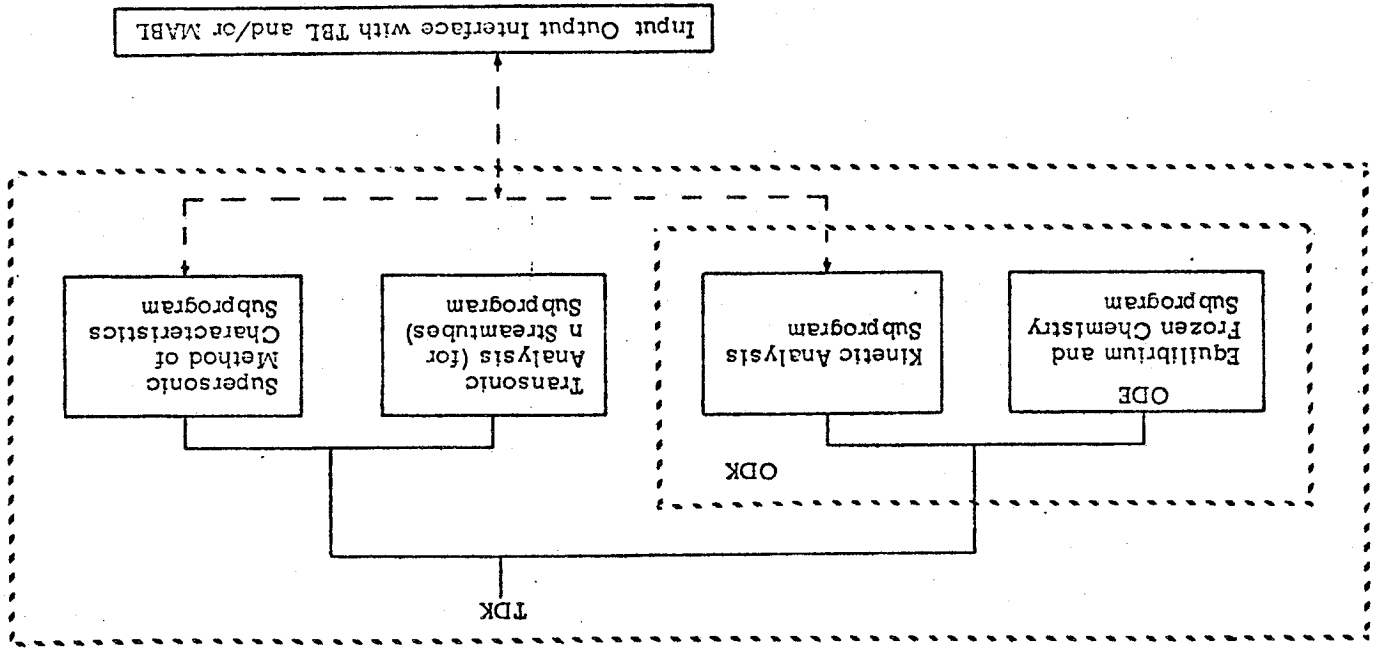 TDK
ODK
ODE
Equilibrium and
Frozen Chemistry
Subprogram
Kinetic Analysis
Subprogram
Transonic
Analysis (for
n Streamtubes)
Subprogram
Supersonic
Method of
Characteristics
Subprogram
Input Output Interface with TBL and/or MABL